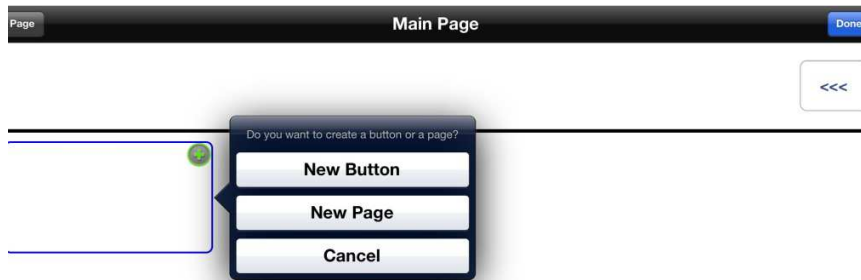 Page
Main Page
Done
<<<
Do you want to create a button or a page?
New Button
New Page
Cancel